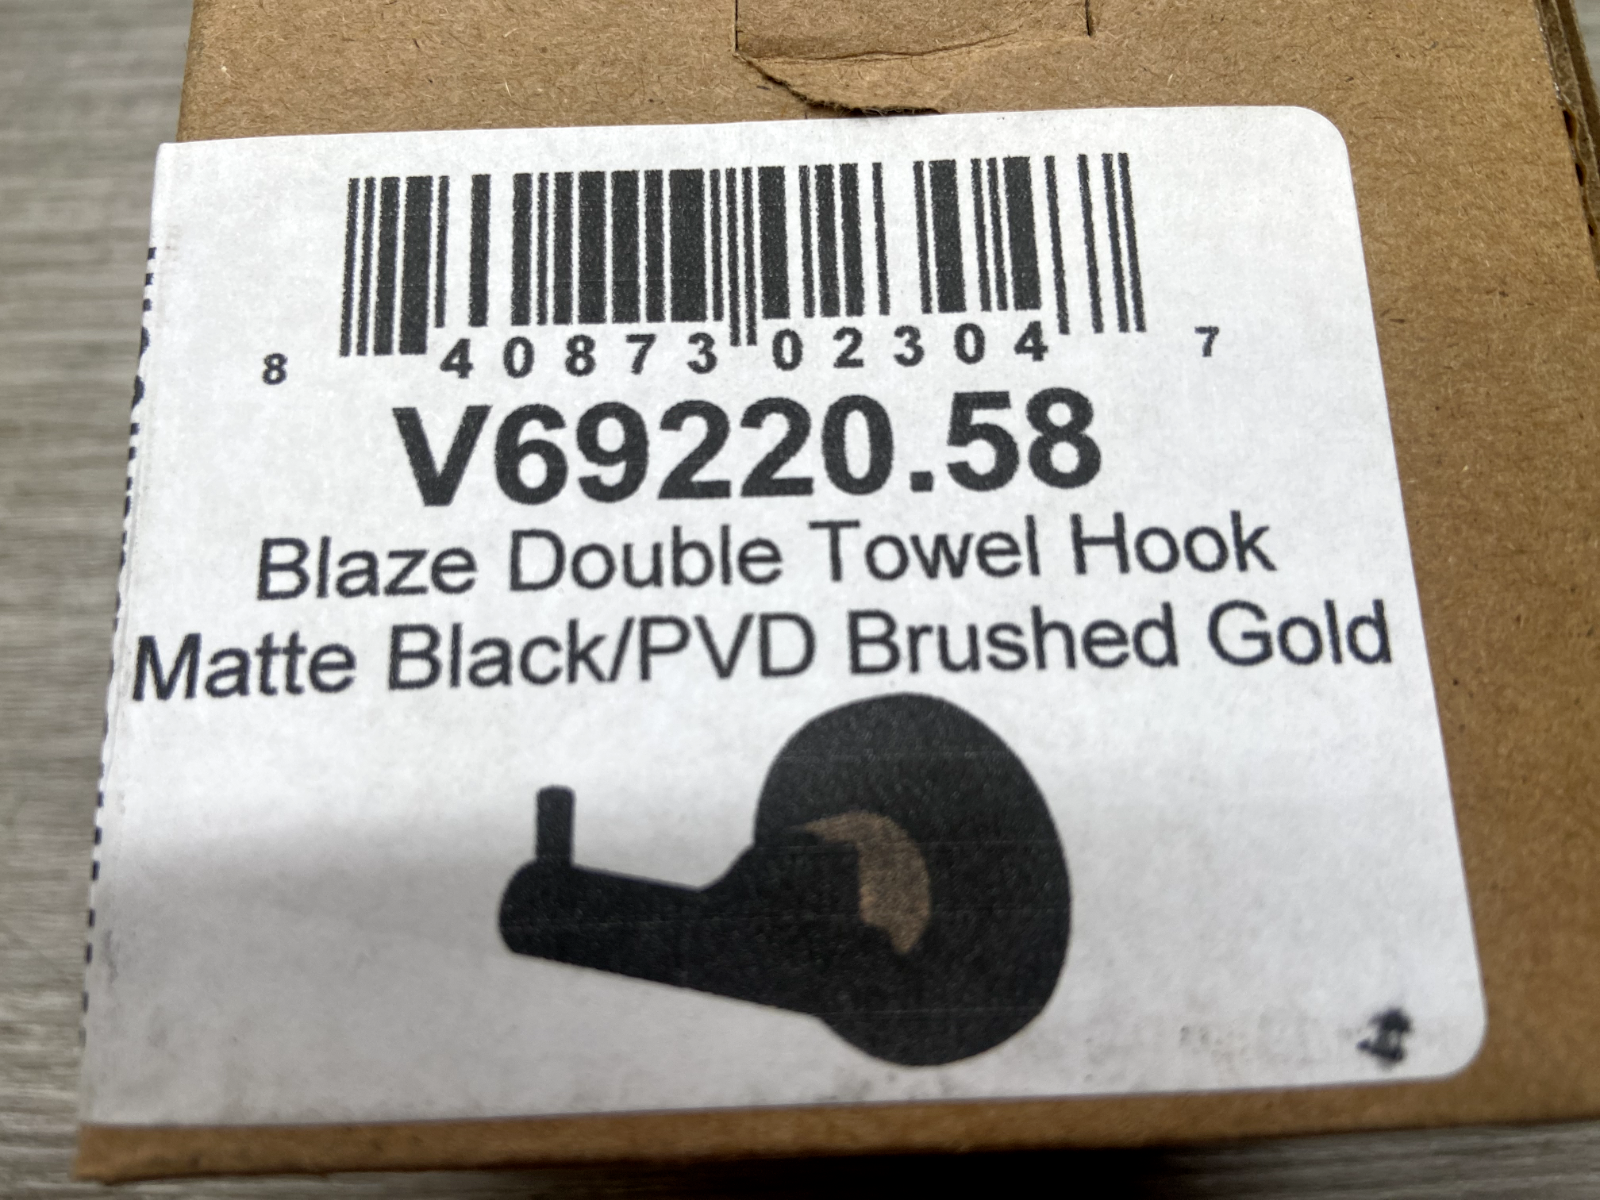 8 40873 02304 7
V69220.58
Blaze Double Towel Hook
Matte Black/PVD Brushed Gold